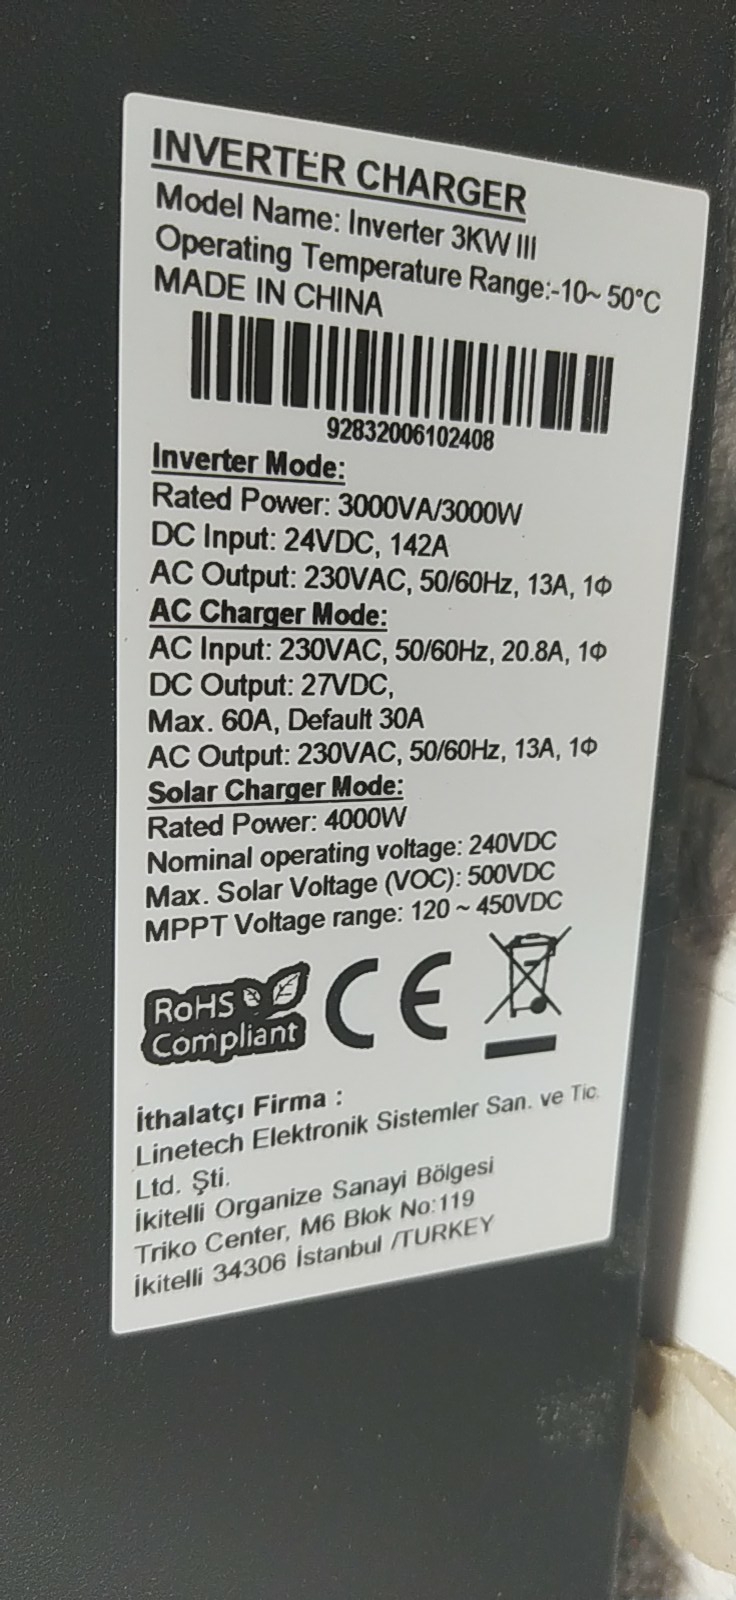 INVERTER CHARGER
Model Name: Inverter 3KW III
Operating Temperature Range:-10~ 50°C
MADE IN CHINA
92832006102408
Inverter Mode:
Rated Power: 3000VA/3000W
DC Input: 24VDC, 142A
AC Output: 230VAC, 50/60Hz, 13A, 1Φ
AC Charger Mode:
AC Input: 230VAC, 50/60Hz, 20.8A, 1Φ
DC Output: 27VDC,
Max. 60A, Default 30A
AC Output: 230VAC, 50/60Hz, 13A, 1Φ
Solar Charger Mode:
Rated Power: 4000W
Nominal operating voltage: 240VDC
Max. Solar Voltage (VOC): 500VDC
MPPT Voltage range: 120 ~ 450VDC
RoHS
Compliant
CE
İthalatçı Firma :
Linetech Elektronik Sistemler San. ve Tic.
Ltd. Şti.
İkitelli Organize Sanayi Bölgesi
Triko Center, M6 Blok No:119
İkitelli 34306 İstanbul /TURKEY